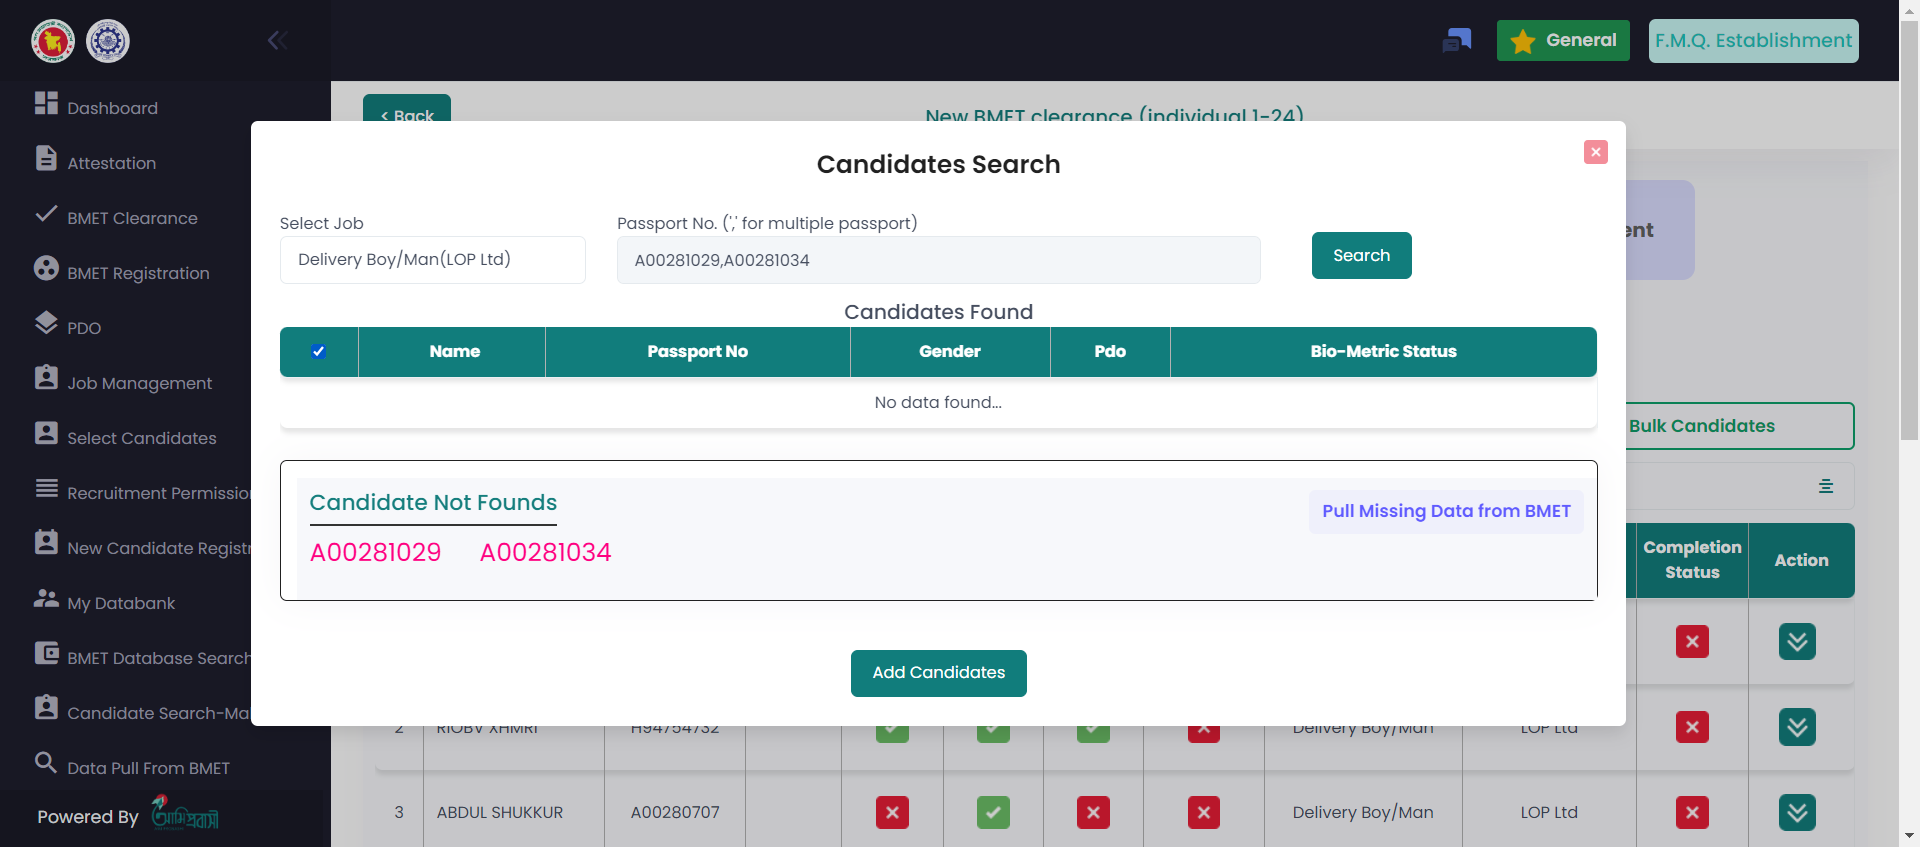 General
F.M.Q. Establishment
Dashboard
Attestation
BMET Clearance
BMET Registration
PDO
Job Management
Select Candidates
Recruitment Permission
New Candidate Registr
My Databank
BMET Database Search
Candidate Search-Ma
Data Pull From BMET
Powered By আমি প্রবাসী
< Back
New BMET clearance (individual 1-24)
Candidates Search
Select Job
Delivery Boy/Man(LOP Ltd)
Passport No. (',' for multiple passport)
A00281029,A00281034
Search
Candidates Found
Name Passport No Gender Pdo Bio-Metric Status
No data found...
Candidate Not Founds
Pull Missing Data from BMET
A00281029 A00281034
Add Candidates
ent
Bulk Candidates
Completion
Status
Action
2 RIOBV XHMRI H94754732 Delivery Boy/Man LOP Ltd
3 ABDUL SHUKKUR A00280707 Delivery Boy/Man LOP Ltd